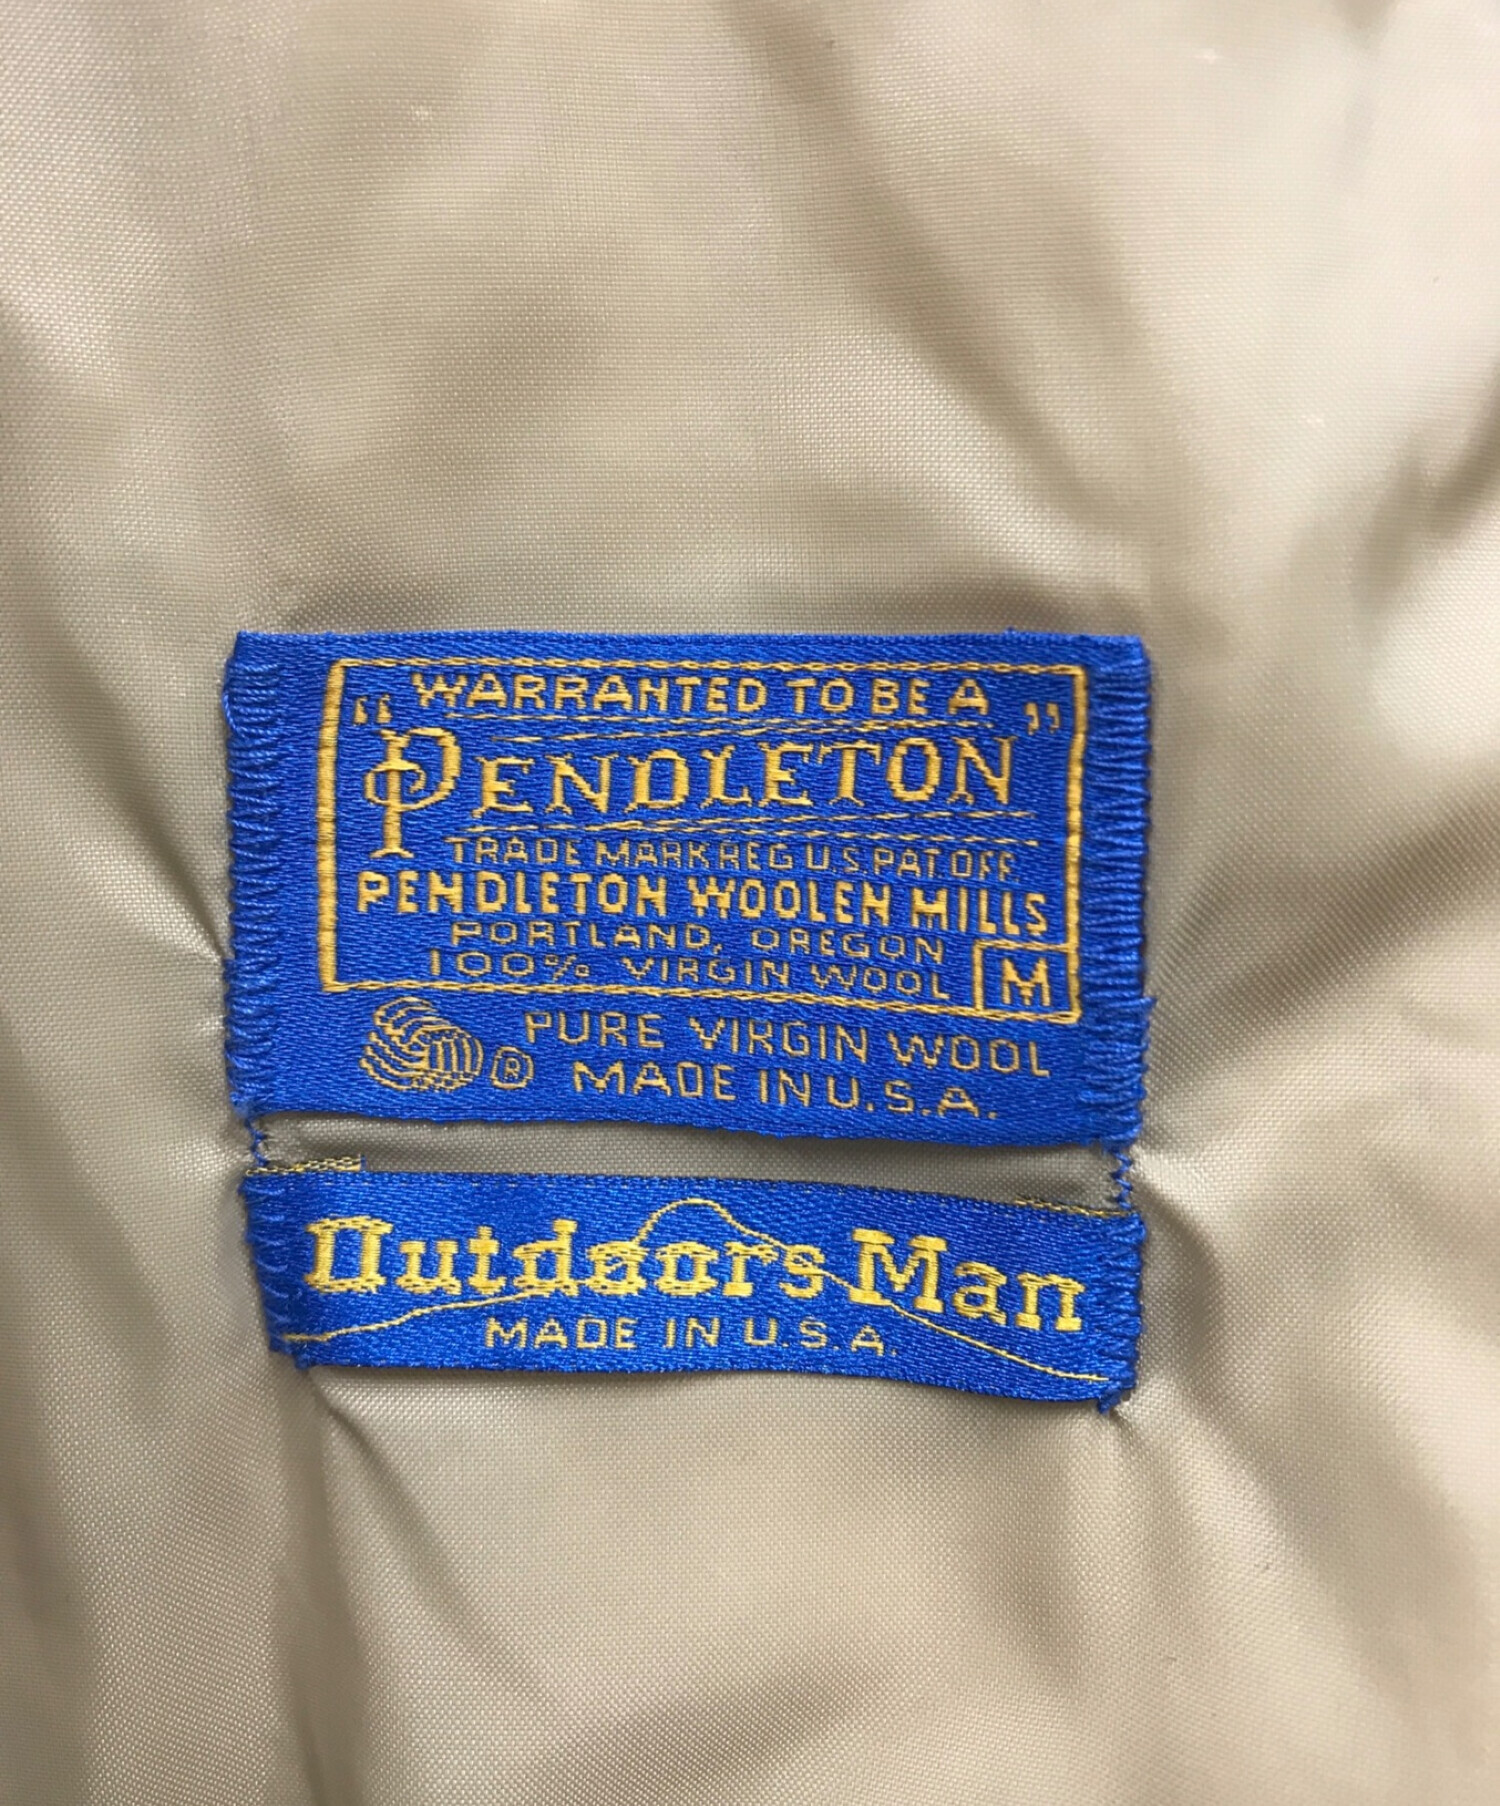 "WARRANTED TO BE A
PENDLETON"
TRADE MARK REG U.S. PAT. OFF.
PENDLETON WOOLEN MILLS
PORTLAND, OREGON
100% VIRGIN WOOL M
® PURE VIRGIN WOOL
MADE IN U.S.A.
Outdoors Man
MADE IN U.S.A.